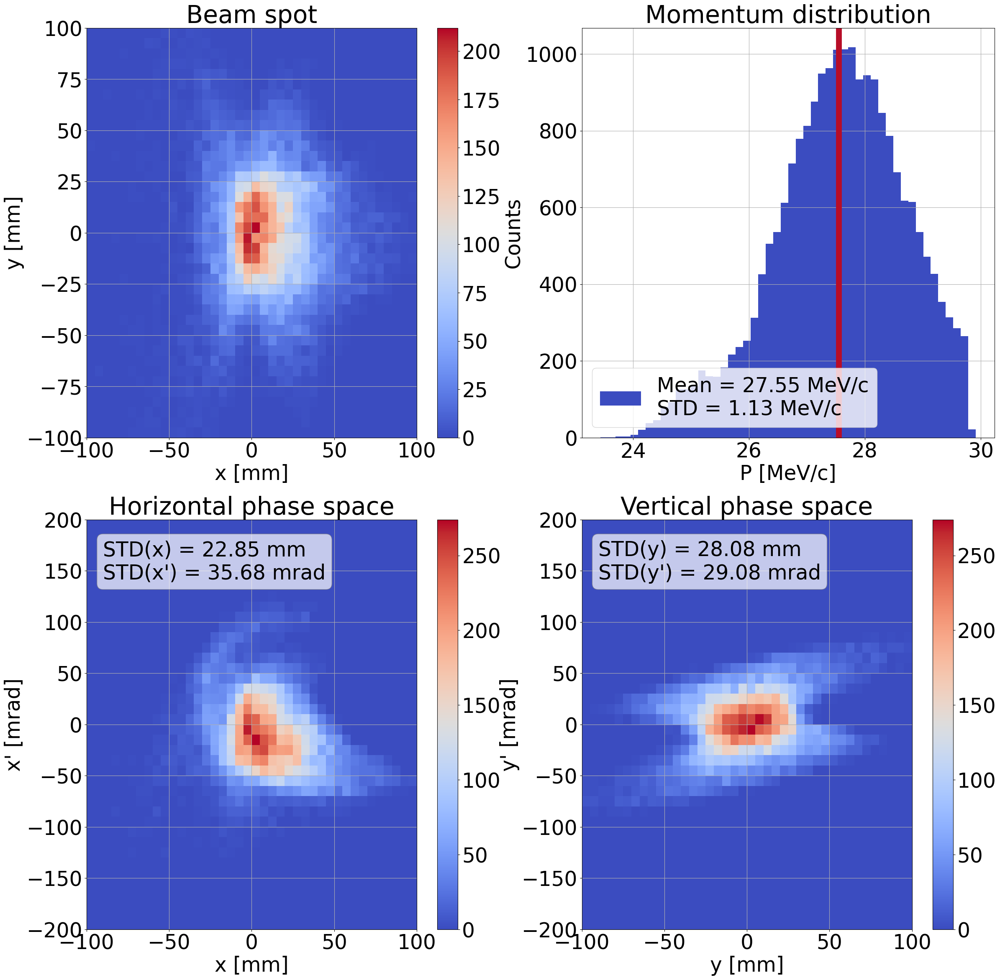 Beam spot
100
75
50
25
0
−25
−50
−75
−100
y [mm]
−100 −50 0 50 100
x [mm]
200
175
150
125
100
75
50
25
0
Momentum distribution
1000
800
600
400
200
0
Counts
Mean = 27.55 MeV/c
STD = 1.13 MeV/c
24 26 28 30
P [MeV/c]
Horizontal phase space
200
150
100
50
0
−50
−100
−150
−200
x' [mrad]
STD(x) = 22.85 mm
STD(x') = 35.68 mrad
−100 −50 0 50 100
x [mm]
250
200
150
100
50
0
Vertical phase space
200
150
100
50
0
−50
−100
−150
−200
y' [mrad]
STD(y) = 28.08 mm
STD(y') = 29.08 mrad
−100 −50 0 50 100
y [mm]
250
200
150
100
50
0